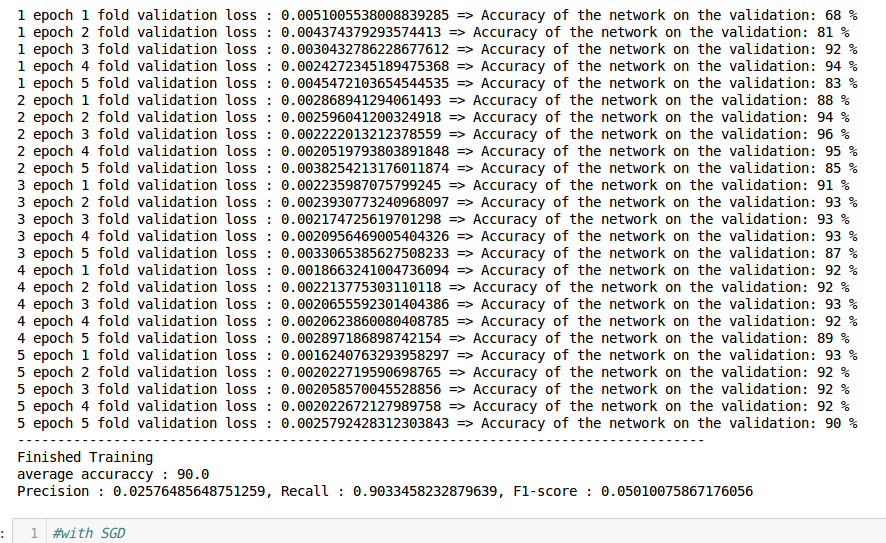 1 epoch 1 fold validation loss : 0.0051005538008839285 => Accuracy of the network on the validation: 68 %
1 epoch 2 fold validation loss : 0.004374379293574413 => Accuracy of the network on the validation: 81 %
1 epoch 3 fold validation loss : 0.0030432786228677612 => Accuracy of the network on the validation: 92 %
1 epoch 4 fold validation loss : 0.0024272345189475368 => Accuracy of the network on the validation: 94 %
1 epoch 5 fold validation loss : 0.0045472103654544535 => Accuracy of the network on the validation: 83 %
2 epoch 1 fold validation loss : 0.002868941294061493 => Accuracy of the network on the validation: 88 %
2 epoch 2 fold validation loss : 0.002596041200324918 => Accuracy of the network on the validation: 94 %
2 epoch 3 fold validation loss : 0.002222013212378559 => Accuracy of the network on the validation: 96 %
2 epoch 4 fold validation loss : 0.0020519793803891848 => Accuracy of the network on the validation: 95 %
2 epoch 5 fold validation loss : 0.0038254213176011874 => Accuracy of the network on the validation: 85 %
3 epoch 1 fold validation loss : 0.002235987075799245 => Accuracy of the network on the validation: 91 %
3 epoch 2 fold validation loss : 0.0023930773240968097 => Accuracy of the network on the validation: 93 %
3 epoch 3 fold validation loss : 0.002174725619701298 => Accuracy of the network on the validation: 93 %
3 epoch 4 fold validation loss : 0.0020956469005404326 => Accuracy of the network on the validation: 93 %
3 epoch 5 fold validation loss : 0.0033065385627508233 => Accuracy of the network on the validation: 87 %
4 epoch 1 fold validation loss : 0.0018663241004736094 => Accuracy of the network on the validation: 92 %
4 epoch 2 fold validation loss : 0.002213775303110118 => Accuracy of the network on the validation: 92 %
4 epoch 3 fold validation loss : 0.0020655592301404386 => Accuracy of the network on the validation: 93 %
4 epoch 4 fold validation loss : 0.0020623860080408785 => Accuracy of the network on the validation: 92 %
4 epoch 5 fold validation loss : 0.002897186898742154 => Accuracy of the network on the validation: 89 %
5 epoch 1 fold validation loss : 0.0016240763293958297 => Accuracy of the network on the validation: 93 %
5 epoch 2 fold validation loss : 0.002022719590698765 => Accuracy of the network on the validation: 92 %
5 epoch 3 fold validation loss : 0.002058570045528856 => Accuracy of the network on the validation: 92 %
5 epoch 4 fold validation loss : 0.002022672127989758 => Accuracy of the network on the validation: 92 %
5 epoch 5 fold validation loss : 0.0025792428312303843 => Accuracy of the network on the validation: 90 %
--------------------------------------------------------------------------------------
Finished Training
average accuraccy : 90.0
Precision : 0.02576485648751259, Recall : 0.9033458232879639, F1-score : 0.05010075867176056
: 1 #with SGD